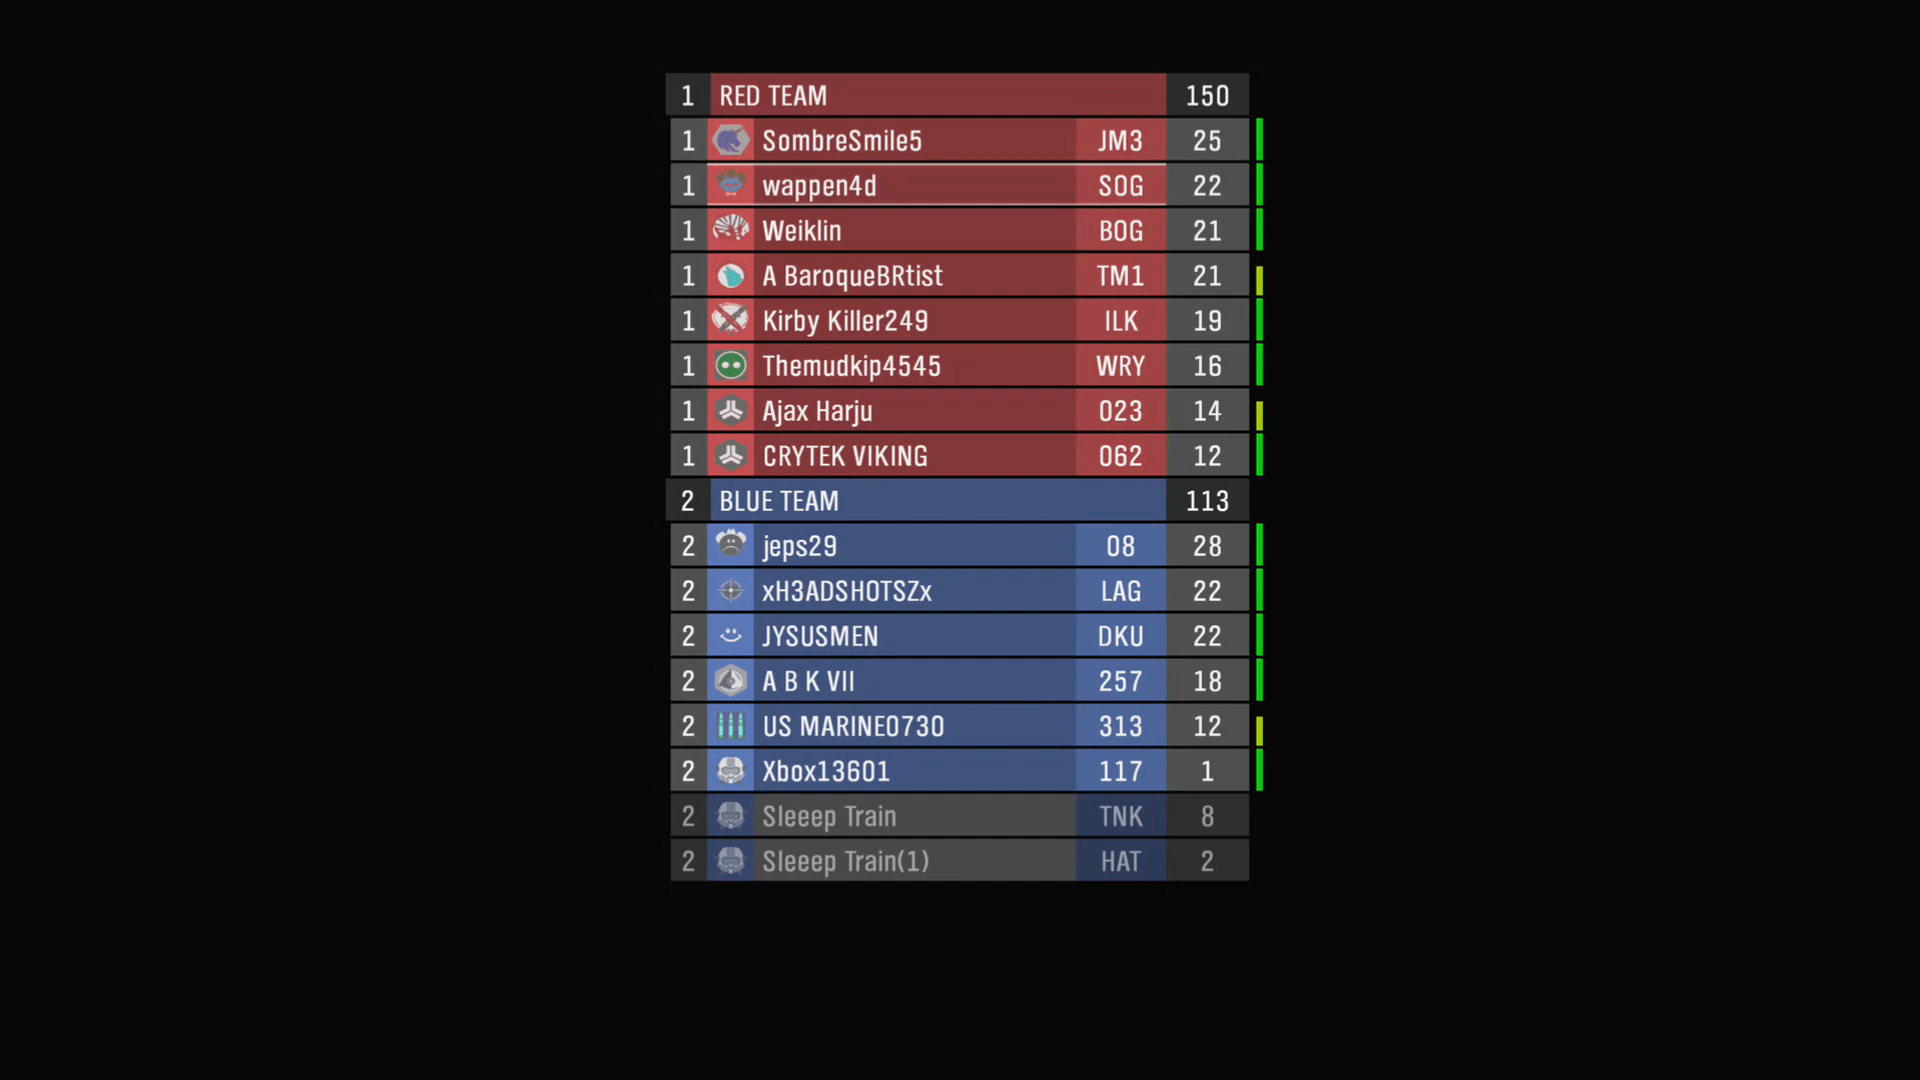 1 RED TEAM 150
1 SombreSmile5 JM3 25
1 wappen4d SOG 22
1 Weiklin BOG 21
1 A BaroqueBRtist TM1 21
1 Kirby Killer249 ILK 19
1 Themudkip4545 WRY 16
1 Ajax Harju 023 14
1 CRYTEK VIKING 062 12
2 BLUE TEAM 113
2 jeps29 08 28
2 xH3ADSHOTSZx LAG 22
2 JYSUSMEN DKU 22
2 A B K VII 257 18
2 US MARINE0730 313 12
2 Xbox13601 117 1
2 Sleeep Train TNK 8
2 Sleeep Train(1) HAT 2